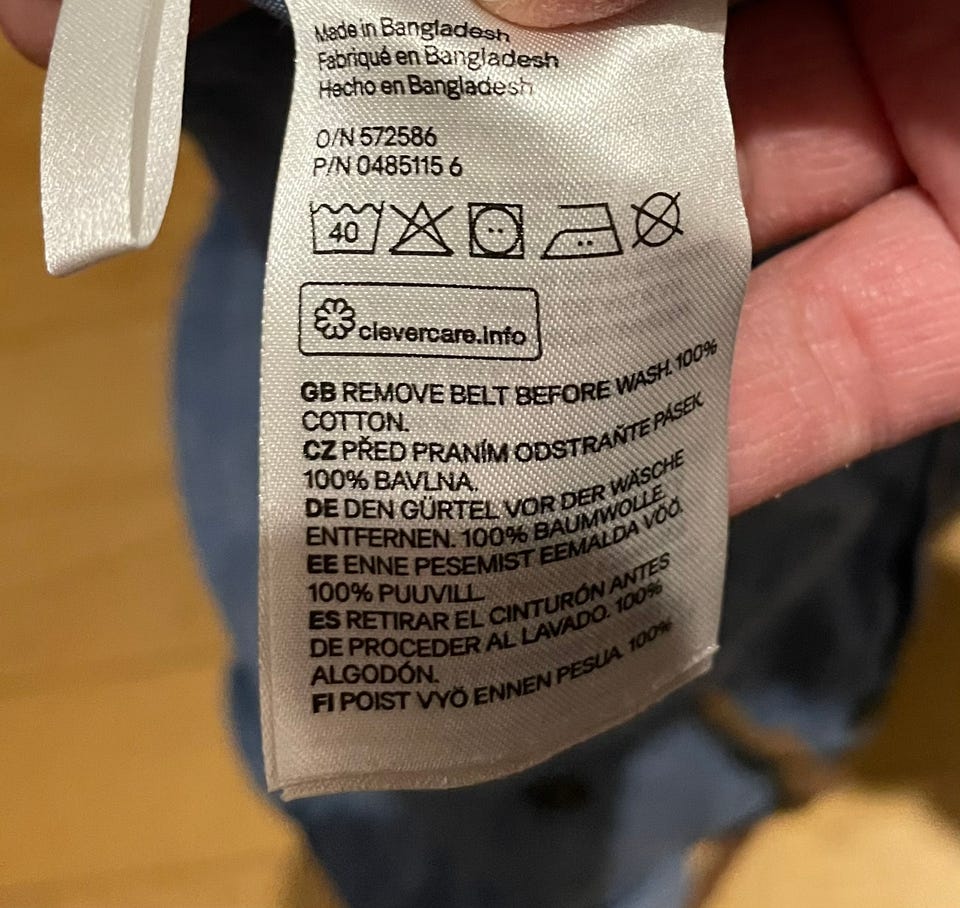 Made in Bangladesh
Fabriqué en Bangladesh
Hecho en Bangladesh
O/N 572586
P/N 0485115 6
40
clevercare.info
GB REMOVE BELT BEFORE WASH. 100%
COTTON.
CZ PŘED PRANÍM ODSTRAŇTE PÁSEK.
100% BAVLNA.
DE DEN GÜRTEL VOR DER WÄSCHE
ENTFERNEN. 100% BAUMWOLLE.
EE ENNE PESEMIST EEMALDA VÖÖ.
100% PUUVILL.
ES RETIRAR EL CINTURÓN ANTES
DE PROCEDER AL LAVADO. 100%
ALGODÓN.
FI POIST VYÖ ENNEN PESUA. 100%